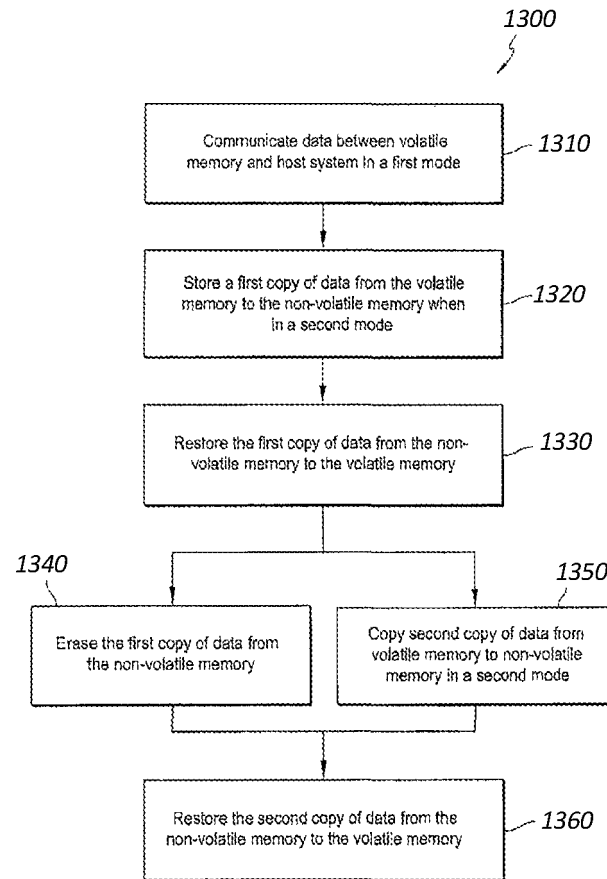 1300
Communicate data between volatile
memory and host system in a first mode
1310
Store a first copy of data from the volatile
memory to the non-volatile memory when
in a second mode
1320
Restore the first copy of data from the non-
volatile memory to the volatile memory
1330
1340
Erase the first copy of data from
the non-volatile memory
1350
Copy second copy of data from
volatile memory to non-volatile
memory in a second mode
Restore the second copy of data from the
non-volatile memory to the volatile memory
1360